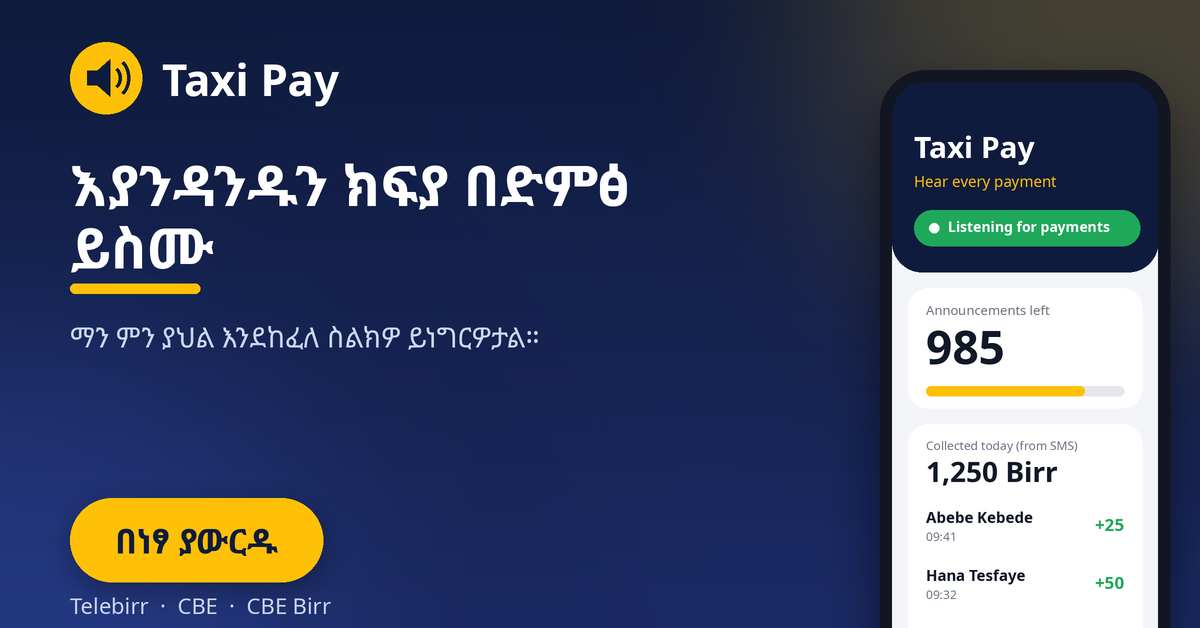 Taxi Pay
እያንዳንዱን ክፍያ በድምፅ
ይስሙ
ማን ምን ያህል እንደከፈለ ስልክዎ ይነግርዎታል።
በነፃ ያውርዱ
Telebirr · CBE · CBE Birr
Taxi Pay
Hear every payment
Listening for payments
Announcements left
985
Collected today (from SMS)
1,250 Birr
Abebe Kebede
+25
09:41
Hana Tesfaye
+50
09:32